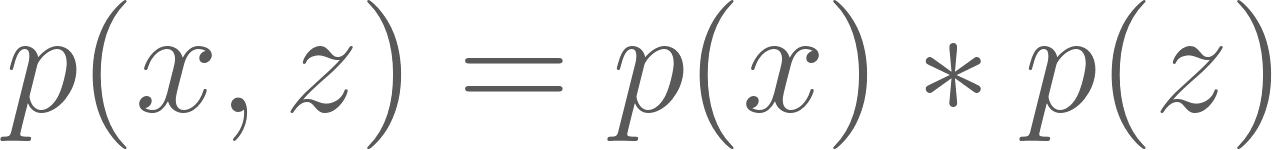 p(x, z) = p(x) * p(z)